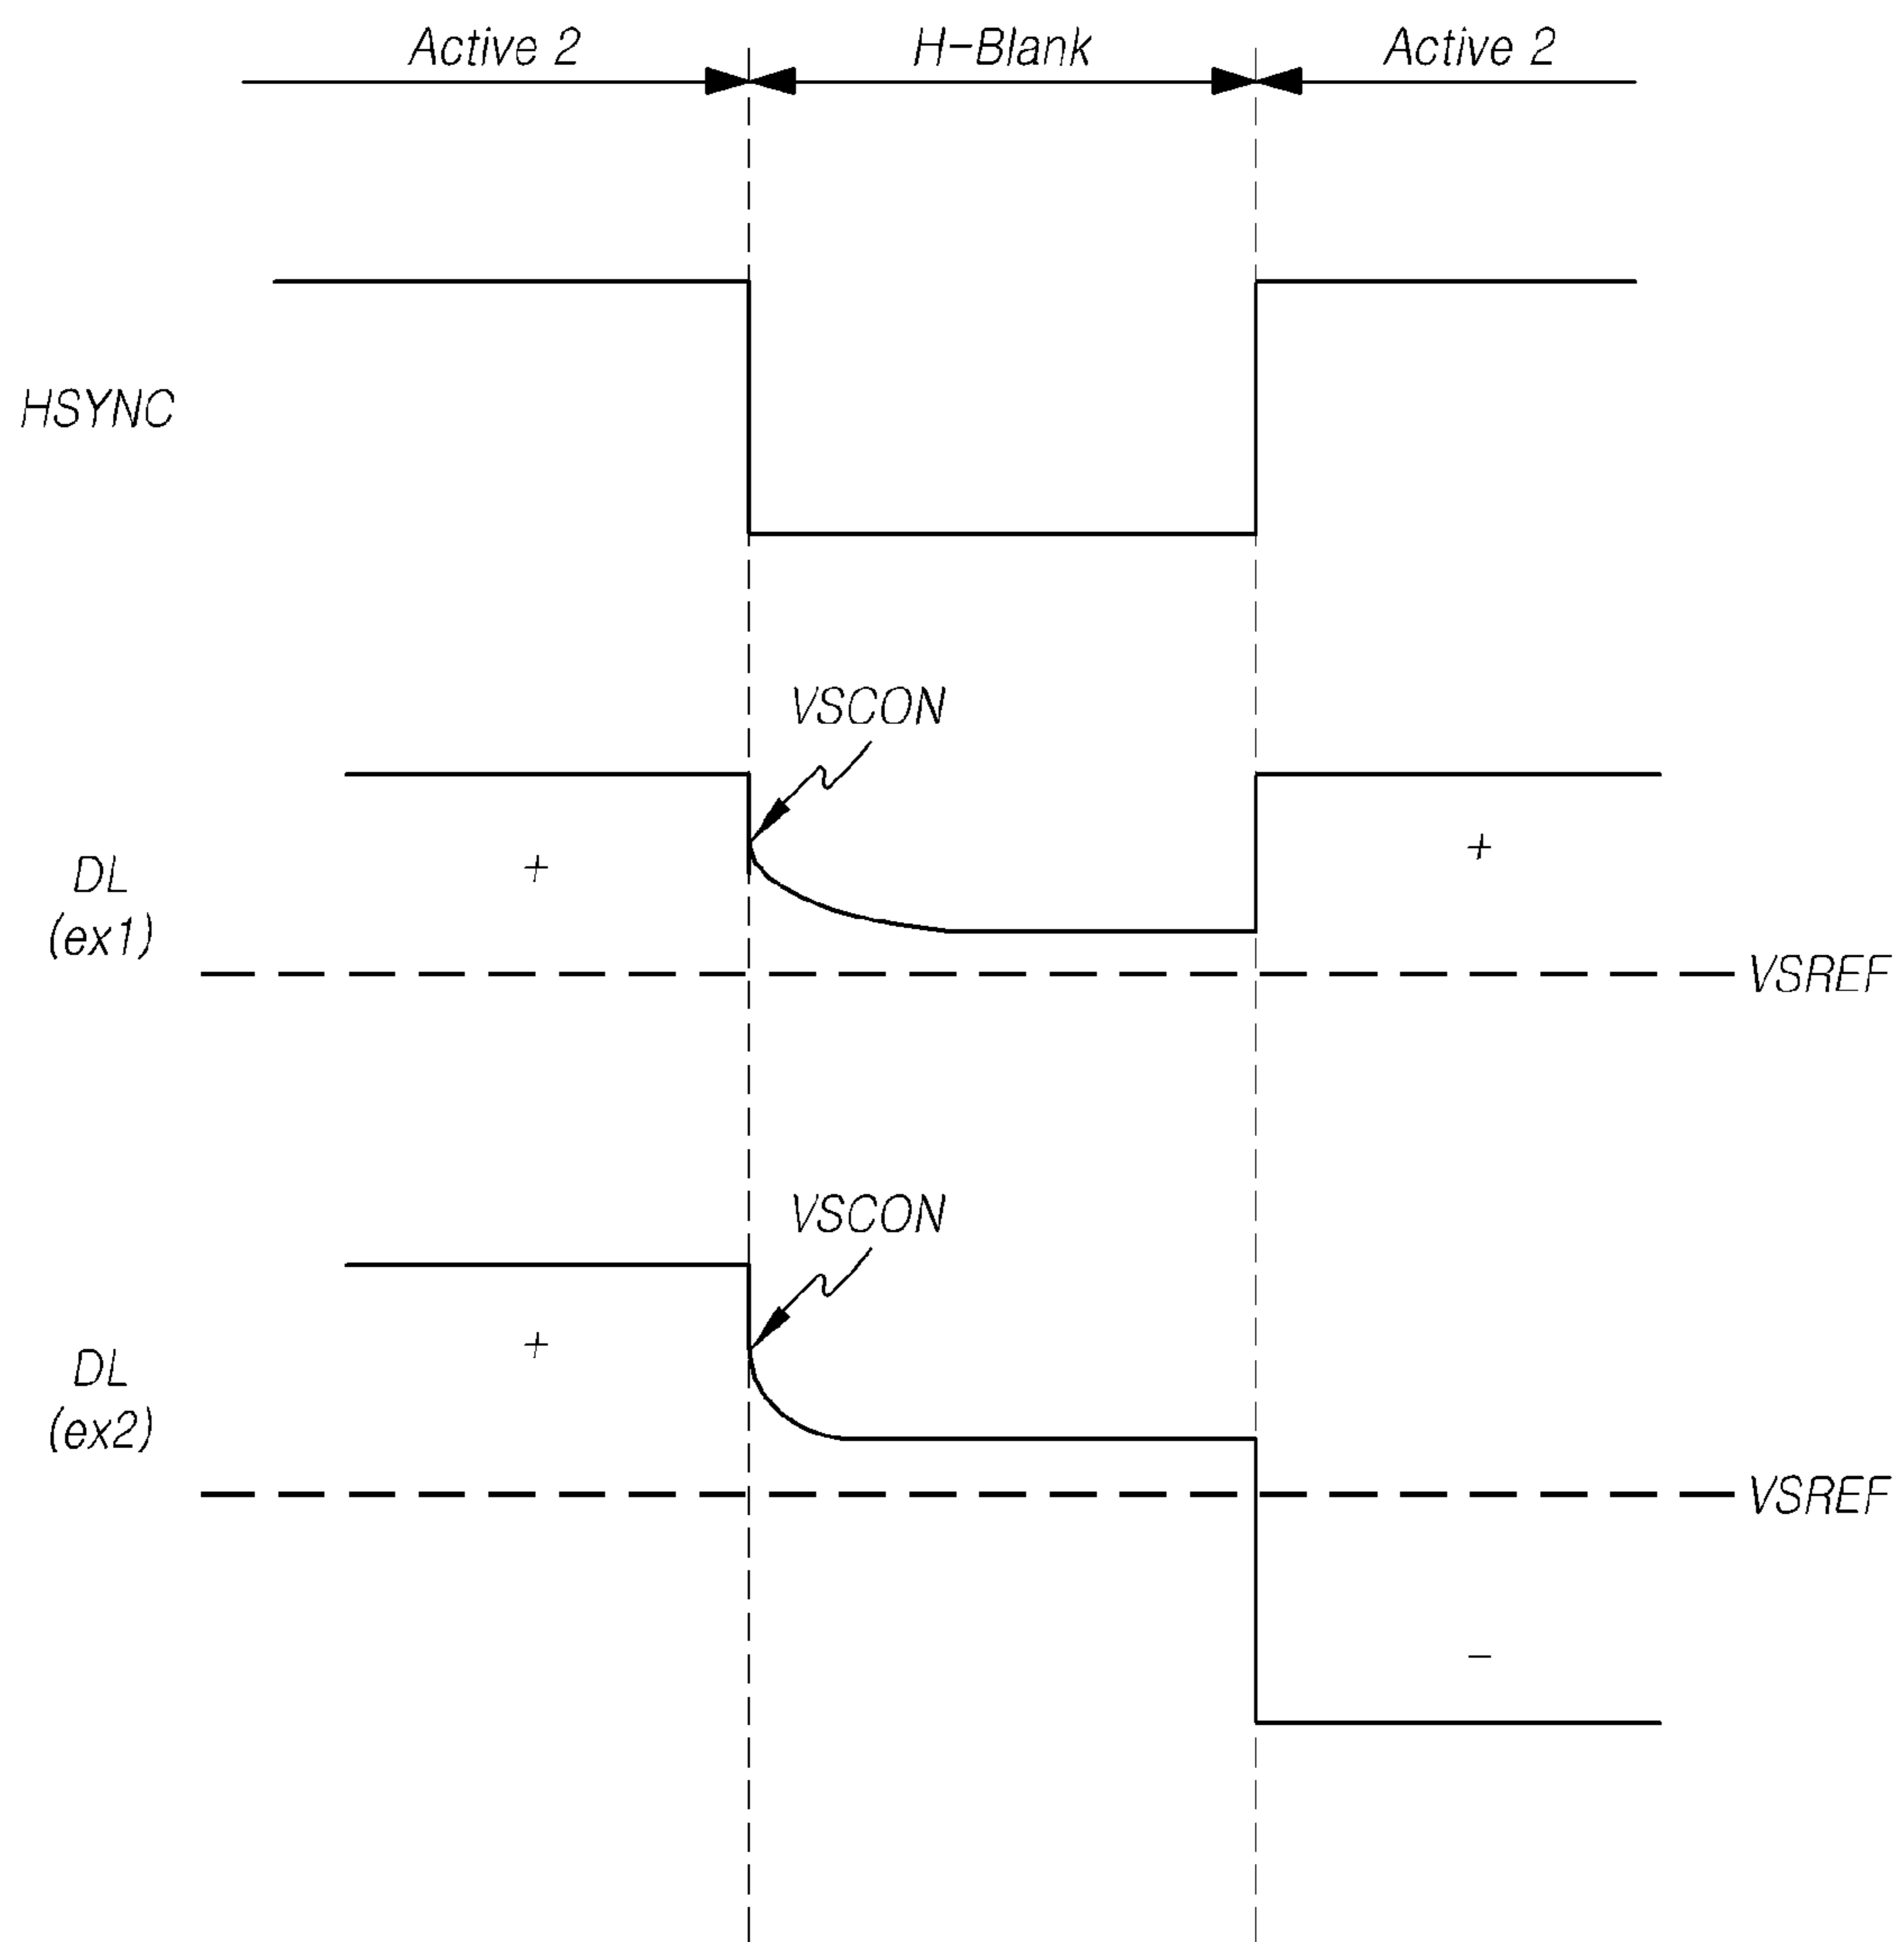 Active 2
H-Blank
Active 2
HSYNC
VSCON
DL
(ex1)
+
+
VSREF
VSCON
DL
(ex2)
+
VSREF
−